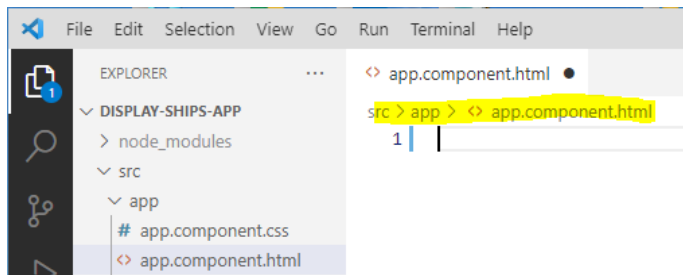 File Edit Selection View Go Run Terminal Help
EXPLORER ...
app.component.html
1
DISPLAY-SHIPS-APP
src > app > <> app.component.html
node_modules
1
src
app
# app.component.css
<> app.component.html